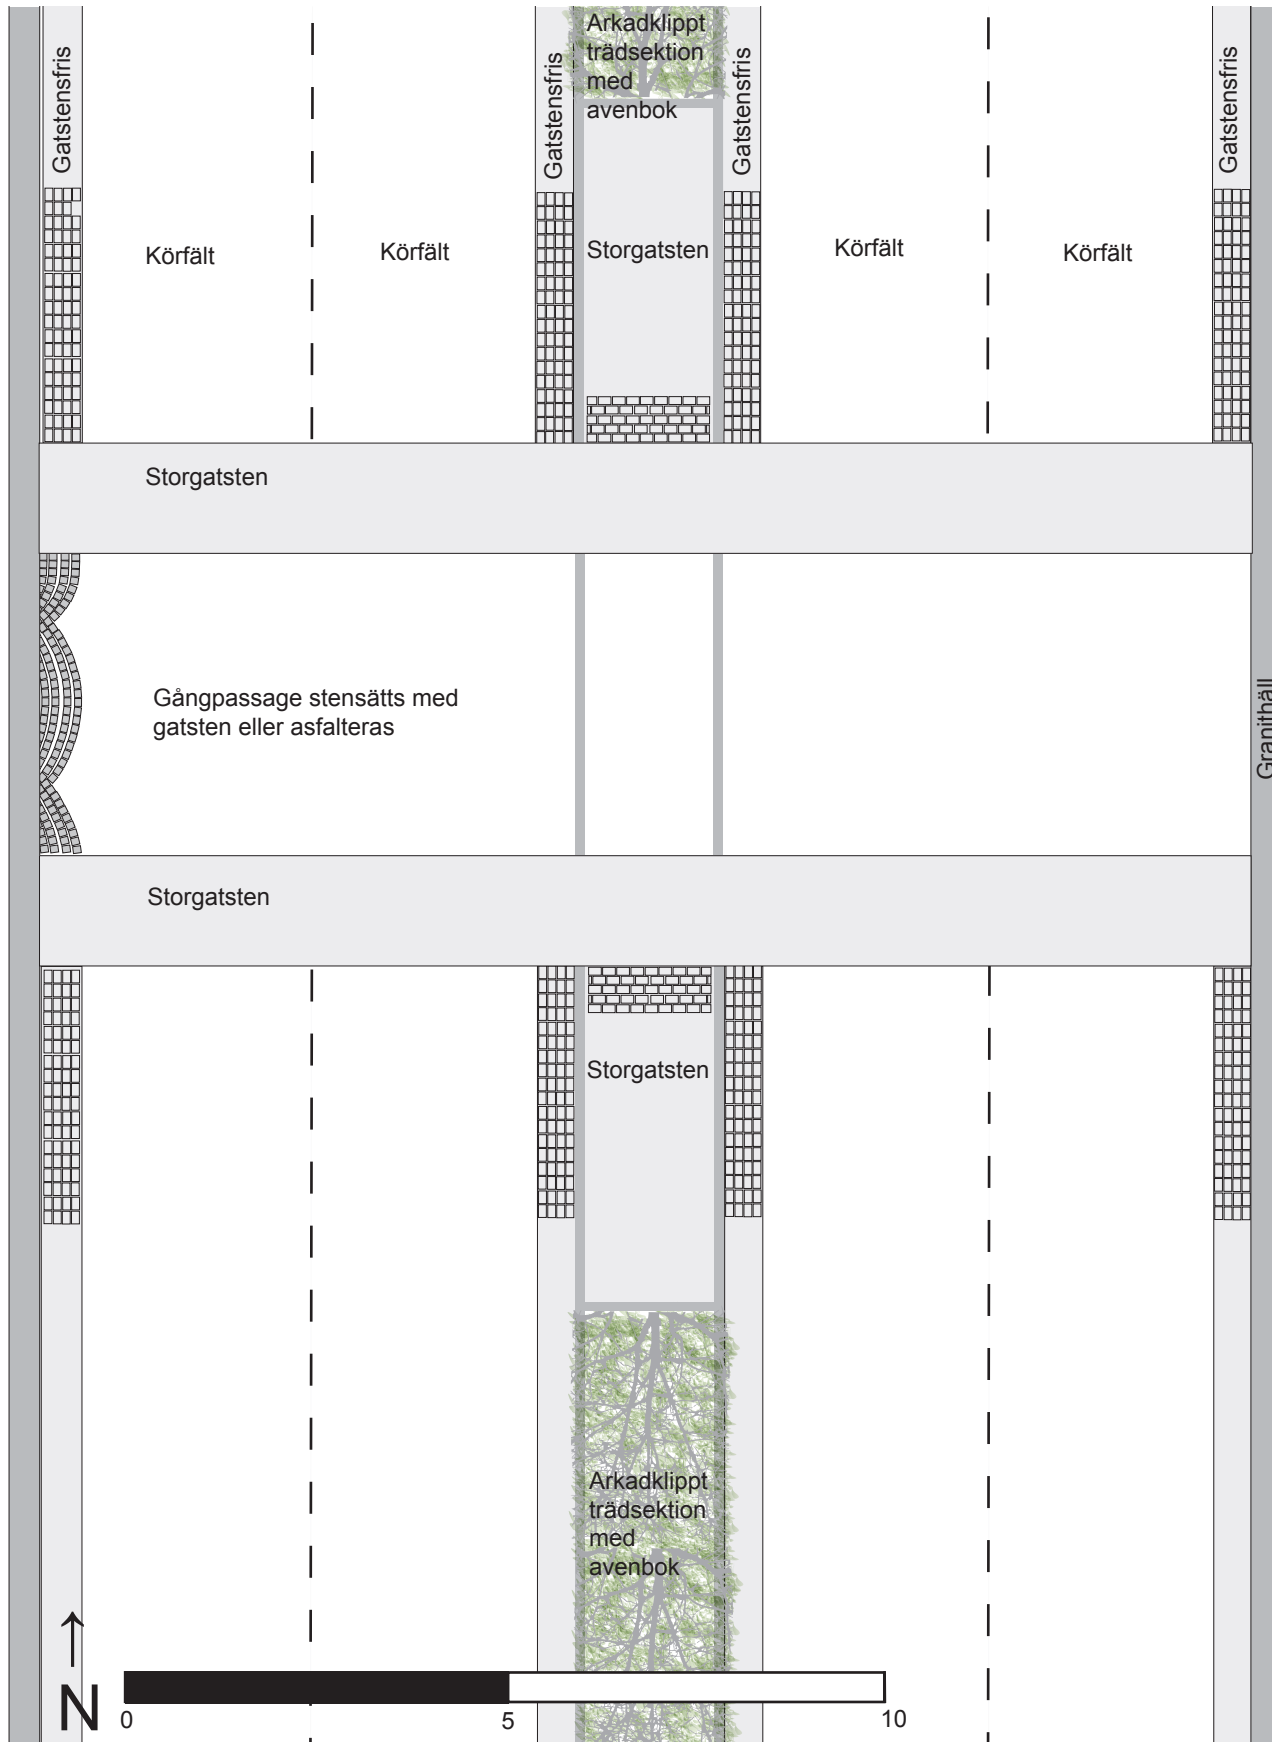 Arkadklippt
trädsektion
med
avenbok
Gatstensfris
Gatstensfris
Gatstensfris
Gatstensfris
Körfält
Körfält
Storgatsten
Körfält
Körfält
Storgatsten
Gångpassage stensätts med
gatsten eller asfalteras
Granithäll
Storgatsten
Storgatsten
Arkadklippt
trädsektion
med
avenbok
N
0
5
10